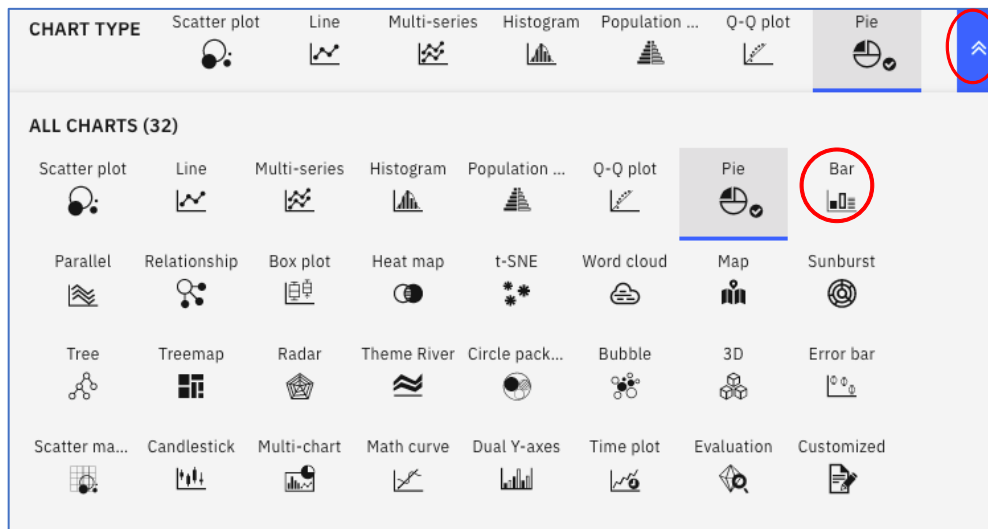 CHART TYPE Scatter plot Line Multi-series Histogram Population ... Q-Q plot Pie
ALL CHARTS (32)
Scatter plot Line Multi-series Histogram Population ... Q-Q plot Pie Bar
Parallel Relationship Box plot Heat map t-SNE Word cloud Map Sunburst
Tree Treemap Radar Theme River Circle pack... Bubble 3D Error bar
Scatter ma... Candlestick Multi-chart Math curve Dual Y-axes Time plot Evaluation Customized